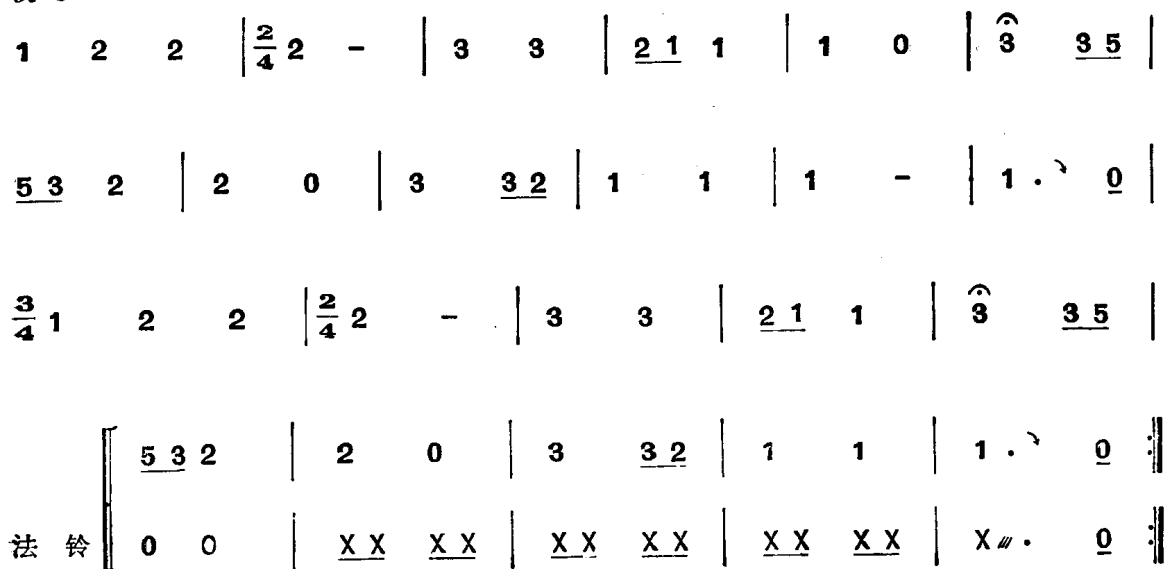 1 2 2 | 2/4 2 - | 3 3 | 2 1 1 | 1 0 | 3 3 5 |
5 3 2 | 2 0 | 3 3 2 | 1 1 | 1 - | 1 . 0 |
3/4 1 2 2 | 2/4 2 - | 3 3 | 2 1 1 | 3 3 5 |
5 3 2 | 2 0 | 3 3 2 | 1 1 | 1 . 0 :|
法铃 0 0 | X X X X | X X X X | X X X X | X . 0 :|